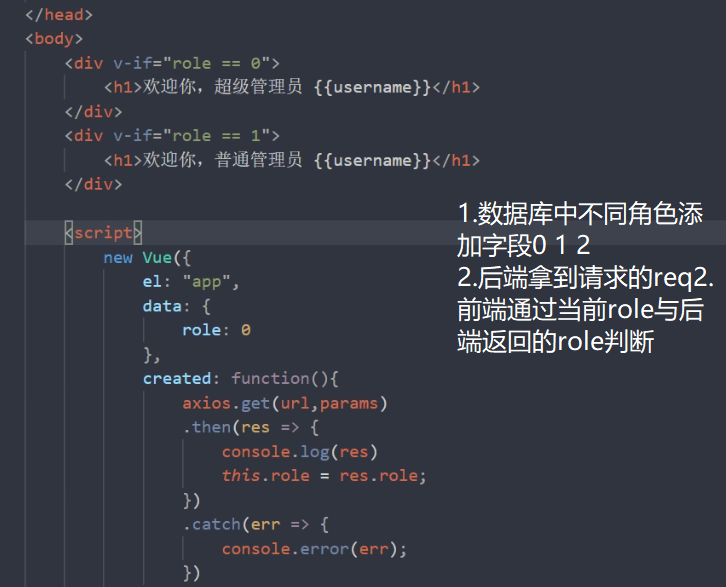 </head>
<body>
<div v-if="role == 0">
<h1>欢迎你，超级管理员 {{username}}</h1>
</div>
<div v-if="role == 1">
<h1>欢迎你，普通管理员 {{username}}</h1>
</div>
<script>
new Vue({
el: "app",
data: {
role: 0
},
created: function(){
axios.get(url,params)
.then(res => {
console.log(res)
this.role = res.role;
})
.catch(err => {
console.error(err);
})
1.数据库中不同角色添
加字段0 1 2
2.后端拿到请求的req2.
前端通过当前role与后
端返回的role判断